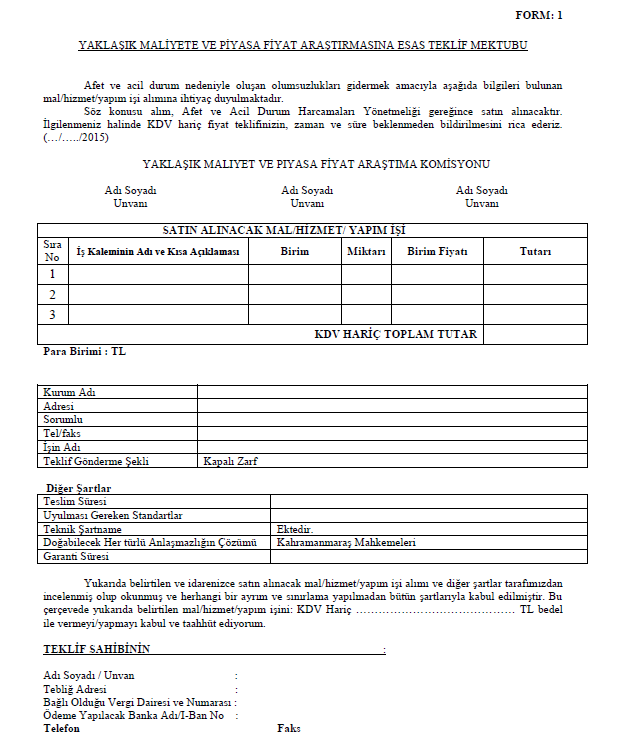 FORM: 1
YAKLAŞIK MALİYETE VE PİYASA FİYAT ARAŞTIRMASINA ESAS TEKLİF MEKTUBU
Afet ve acil durum nedeniyle oluşan olumsuzlukları gidermek amacıyla aşağıda bilgileri bulunan
mal/hizmet/yapım işi alımına ihtiyaç duyulmaktadır.
Söz konusu alım, Afet ve Acil Durum Harcamaları Yönetmeliği gereğince satın alınacaktır.
İlgilenmeniz halinde KDV hariç fiyat teklifinizin, zaman ve süre beklenmeden bildirilmesini rica ederiz.
(…/…../2015)
YAKLAŞIK MALIYET VE PIYASA FİYAT ARAŞTIMA KOMİSYONU
Adı Soyadı Adı Soyadı Adı Soyadı
Unvanı Unvanı Unvanı
SATIN ALINACAK MAL/HİZMET/ YAPIM İŞİ
Sıra No İş Kaleminin Adı ve Kısa Açıklaması Birim Miktarı Birim Fiyatı Tutarı
1
2
3
KDV HARİÇ TOPLAM TUTAR
Para Birimi : TL
Kurum Adı
Adresi
Sorumlu
Tel/faks
İşin Adı
Teklif Gönderme Şekli Kapalı Zarf
Diğer Şartlar
Teslim Süresi
Uyulması Gereken Standartlar
Teknik Şartname Ektedir.
Doğabilecek Her türlü Anlaşmazlığın Çözümü Kahramanmaraş Mahkemeleri
Garanti Süresi
Yukarıda belirtilen ve idarenizce satın alınacak mal/hizmet/yapım işi alımı ve diğer şartlar tarafımızdan
incelenmiş olup okunmuş ve herhangi bir ayrım ve sınırlama yapılmadan bütün şartlarıyla kabul edilmiştir. Bu
çerçevede yukarıda belirtilen mal/hizmet/yapım işini: KDV Hariç …………………………………… TL bedel
ile vermeyi/yapmayı kabul ve taahhüt ediyorum.
TEKLİF SAHİBİNİN :
Adı Soyadı / Unvan :
Tebliğ Adresi :
Bağlı Olduğu Vergi Dairesi ve Numarası :
Ödeme Yapılacak Banka Adı/I-Ban No :
Telefon Faks